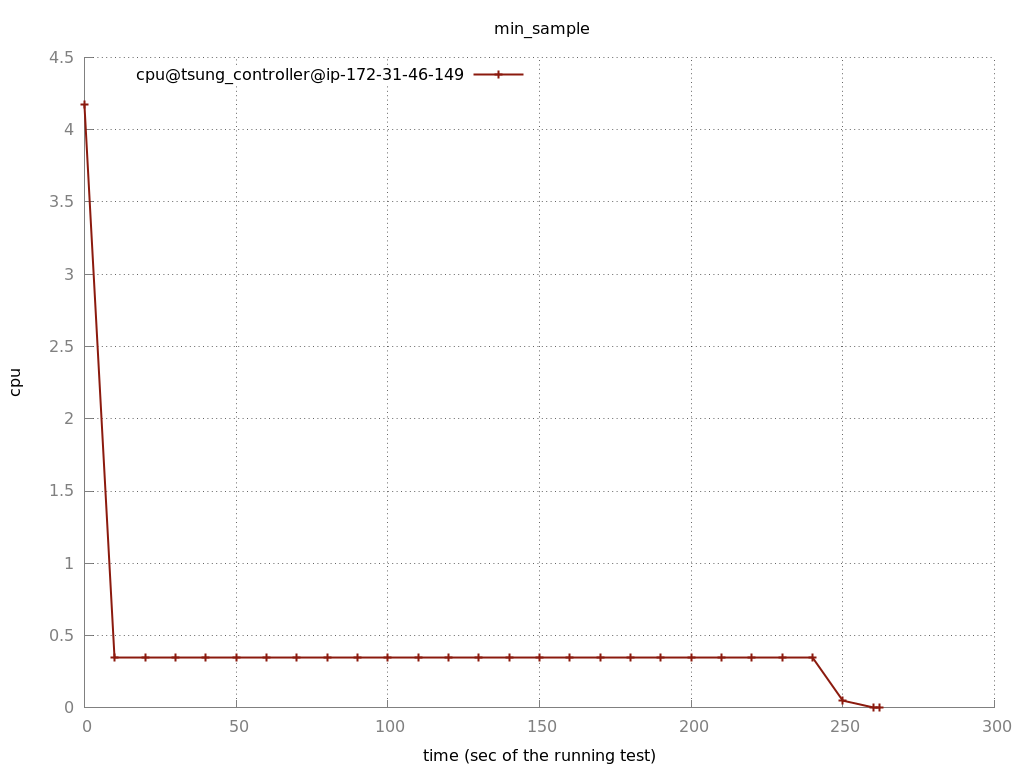 min_sample
cpu@tsung_controller@ip-172-31-46-149
4.5
4
3.5
3
2.5
2
1.5
1
0.5
0
cpu
0 50 100 150 200 250 300
time (sec of the running test)